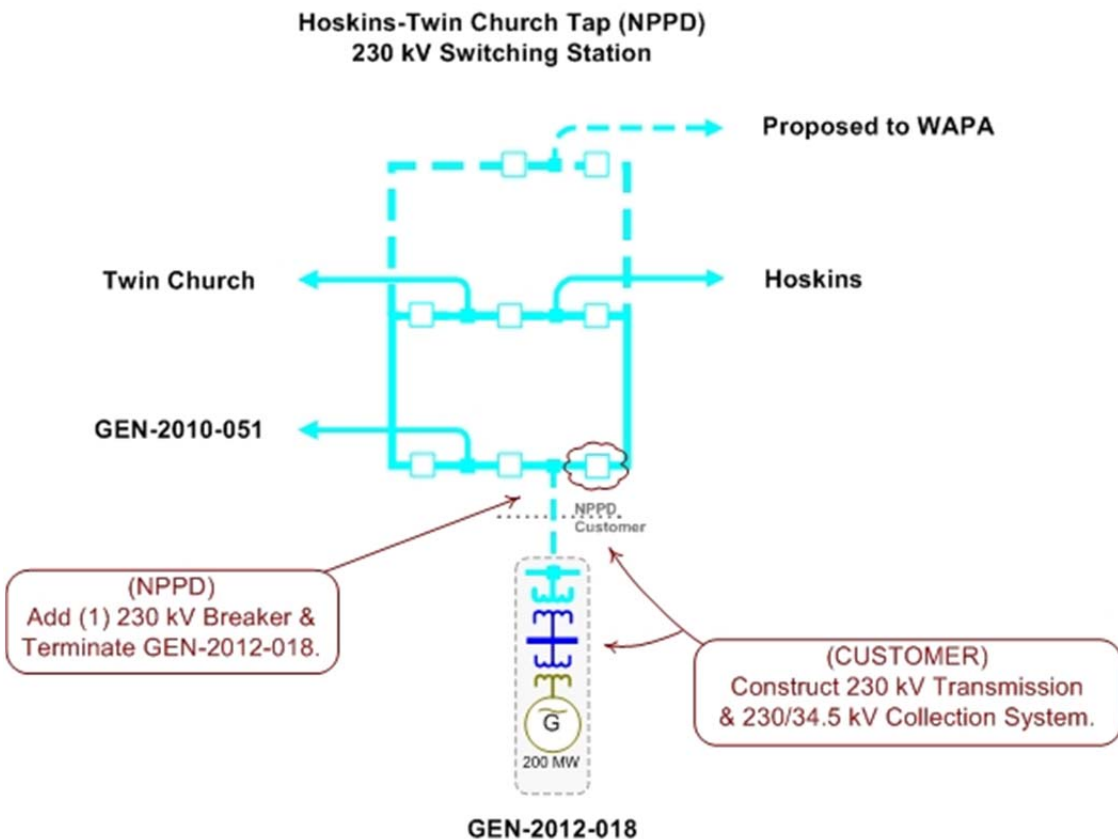 Hoskins-Twin Church Tap (NPPD)
230 kV Switching Station
Proposed to WAPA
Twin Church
Hoskins
GEN-2010-051
NPPD
Customer
(NPPD)
Add (1) 230 kV Breaker &
Terminate GEN-2012-018.
(CUSTOMER)
Construct 230 kV Transmission
& 230/34.5 kV Collection System.
G
200 MW
GEN-2012-018